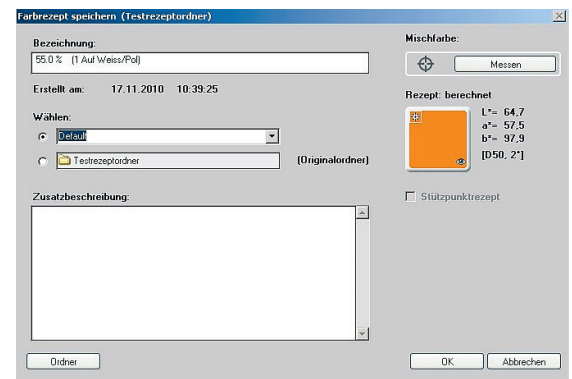 Farbrezept speichern (Testrezeptordner)
Bezeichnung:
55.0 % (1 Auf Weiss/Pol)
Erstellt am: 17.11.2010 10:39:25
Wählen:
Default
Testrezeptordner (Originalordner)
Zusatzbeschreibung:
Ordner
Mischfarbe:
Messen
Rezept: berechnet
L*= 64,7
a*= 57,5
b*= 97,9
[D50, 2°]
Stützpunktrezept
OK Abbrechen